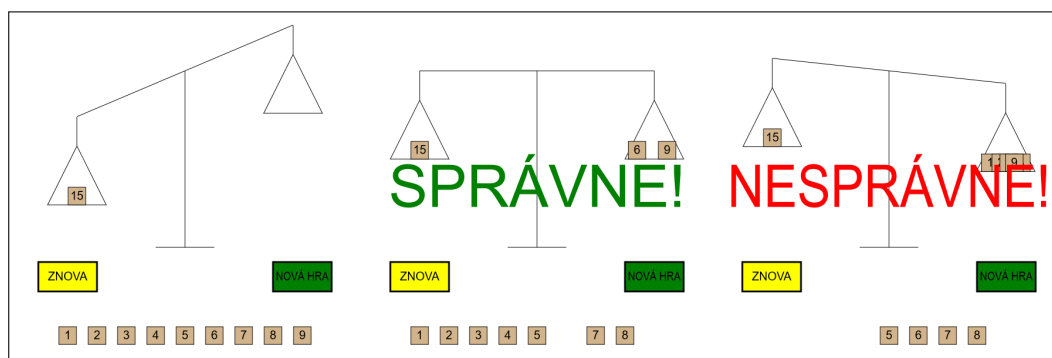 15
ZNOVA NOVÁ HRA
1 2 3 4 5 6 7 8 9
15 6 9
SPRÁVNE!
ZNOVA NOVÁ HRA
1 2 3 4 5 7 8
15
9
NESPRÁVNE!
ZNOVA NOVÁ HRA
5 6 7 8